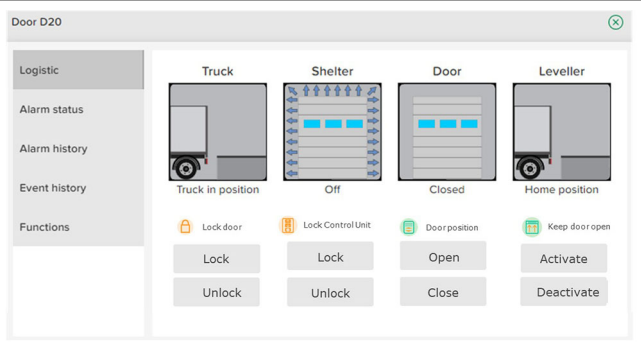 Door D20
Logistic
Alarm status
Alarm history
Event history
Functions
Truck
Shelter
Door
Leveller
Truck in position
Off
Closed
Home position
Lock door
Lock Control Unit
Door position
Keep door open
Lock
Lock
Open
Activate
Unlock
Unlock
Close
Deactivate